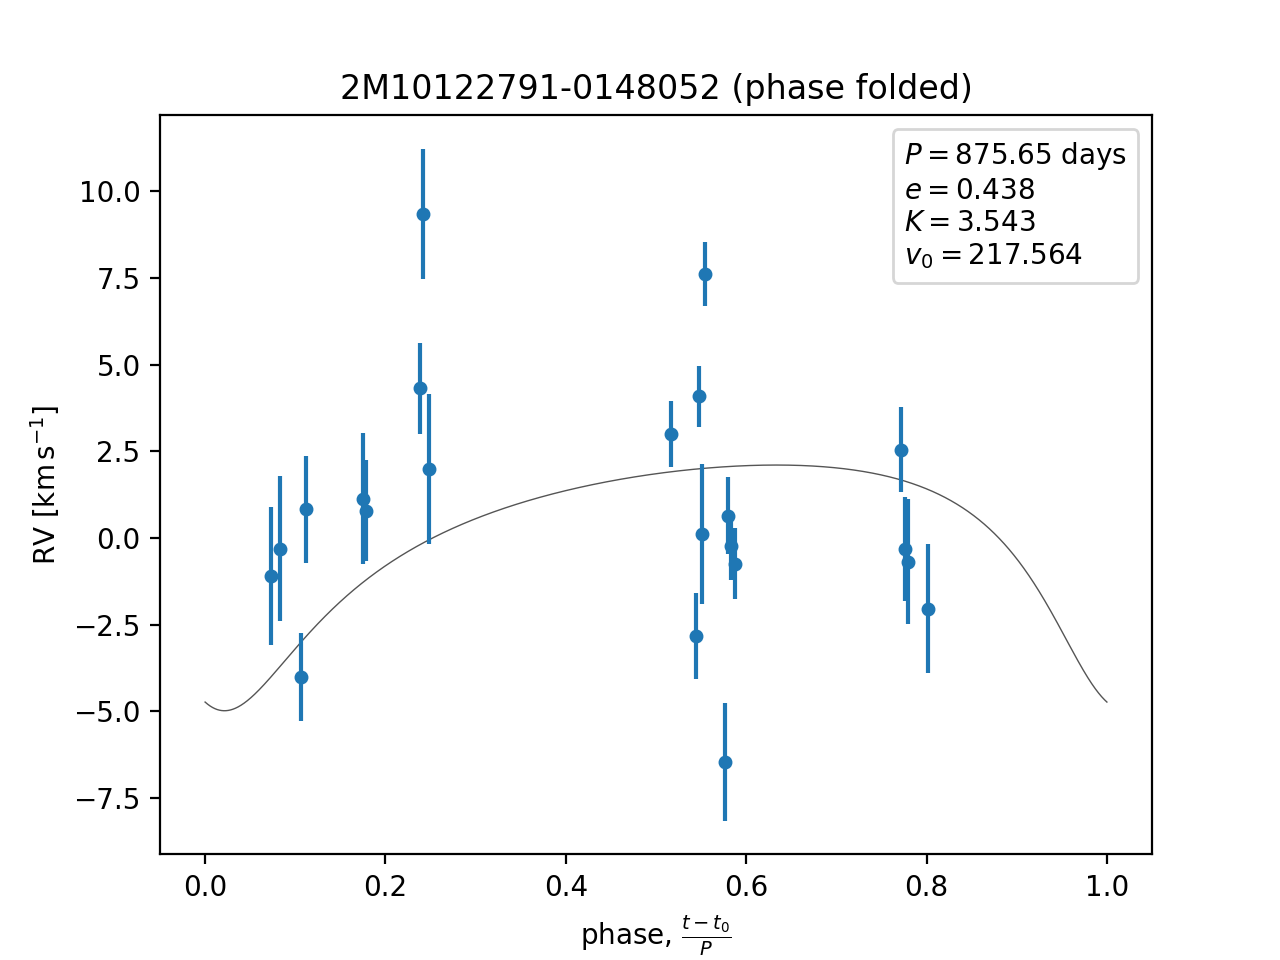 2M10122791-0148052 (phase folded)
P = 875.65 days
e = 0.438
K = 3.543
v₀ = 217.564
10.0
7.5
5.0
2.5
0.0
−2.5
−5.0
−7.5
RV [km s⁻¹]
0.0 0.2 0.4 0.6 0.8 1.0
phase, (t − t₀)/P